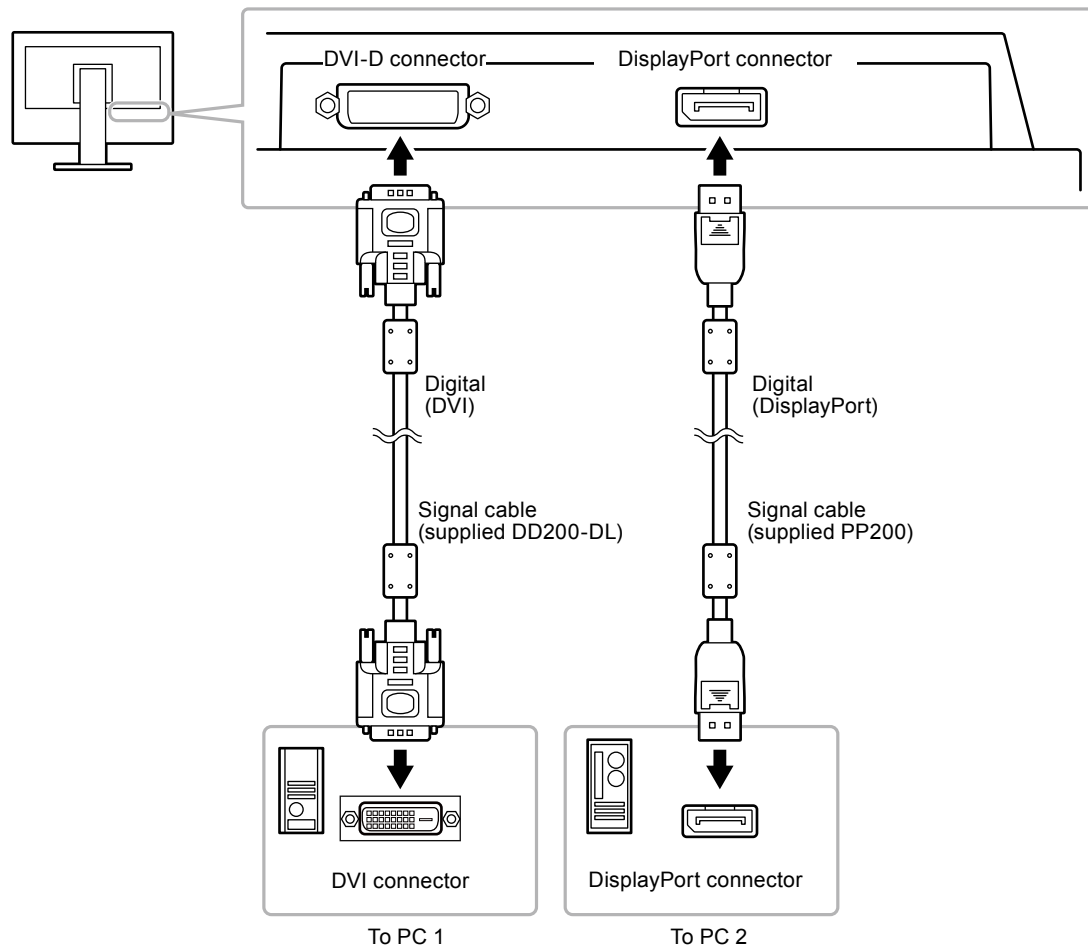 DVI-D connector
DisplayPort connector
Digital
(DVI)
Digital
(DisplayPort)
Signal cable
(supplied DD200-DL)
Signal cable
(supplied PP200)
DVI connector
DisplayPort connector
To PC 1
To PC 2